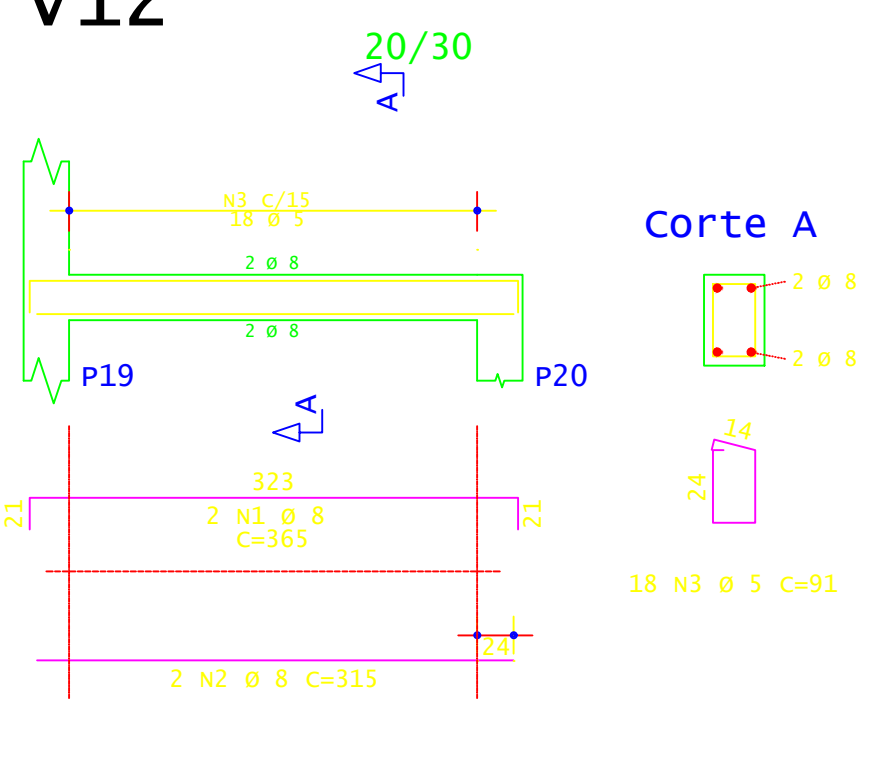 V12
20/30
A
N3 C/15
18 Ø 5
Corte A
2 Ø 8
2 Ø 8
2 Ø 8
2 Ø 8
P19
P20
A
14
24
323
21
21
2 N1 Ø 8
C=365
18 N3 Ø 5 C=91
24
2 N2 Ø 8 C=315